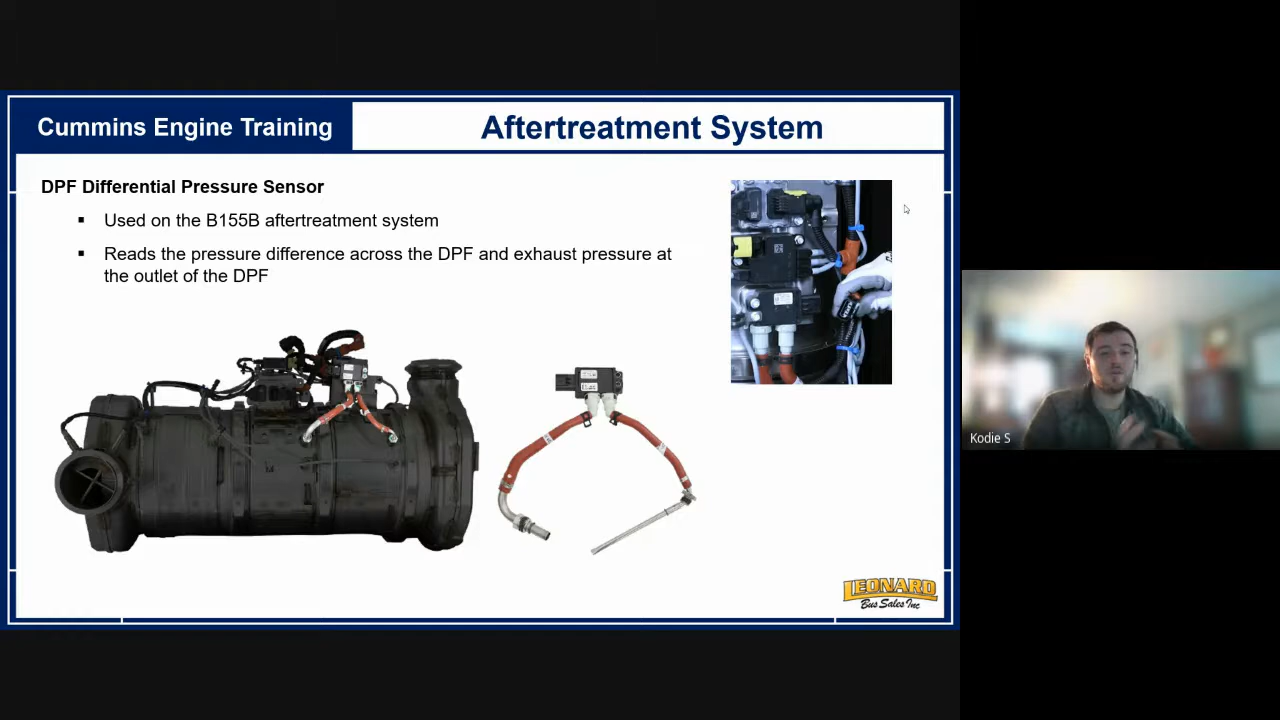 Cummins Engine Training
Aftertreatment System
DPF Differential Pressure Sensor
▪ Used on the B155B aftertreatment system
▪ Reads the pressure difference across the DPF and exhaust pressure at
the outlet of the DPF
Kodie S
LEONARD
Bus Sales Inc